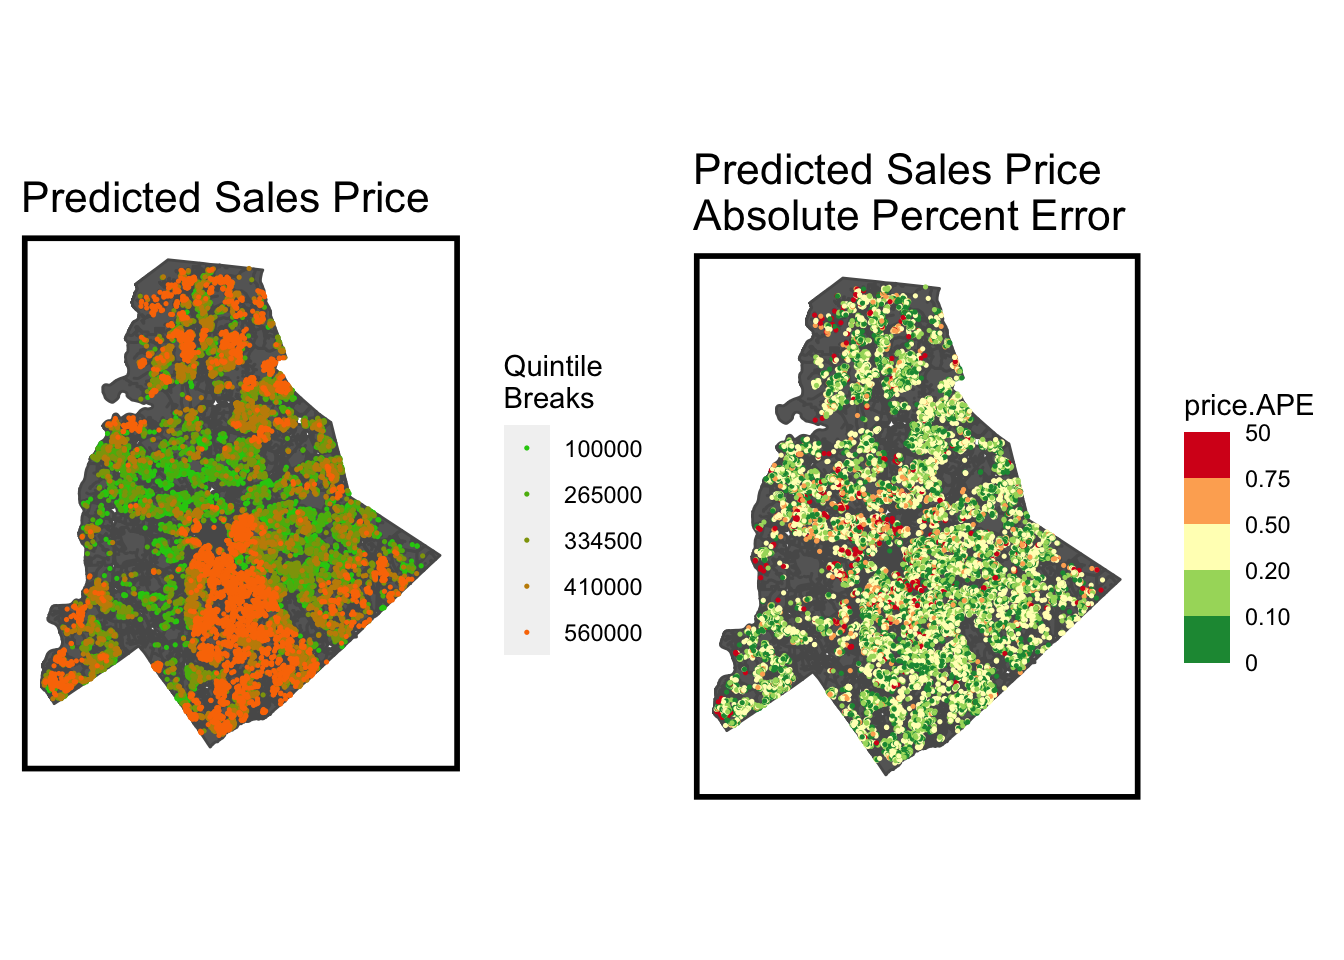 Predicted Sales Price
Quintile
Breaks
100000
265000
334500
410000
560000
Predicted Sales Price
Absolute Percent Error
price.APE
50
0.75
0.50
0.20
0.10
0